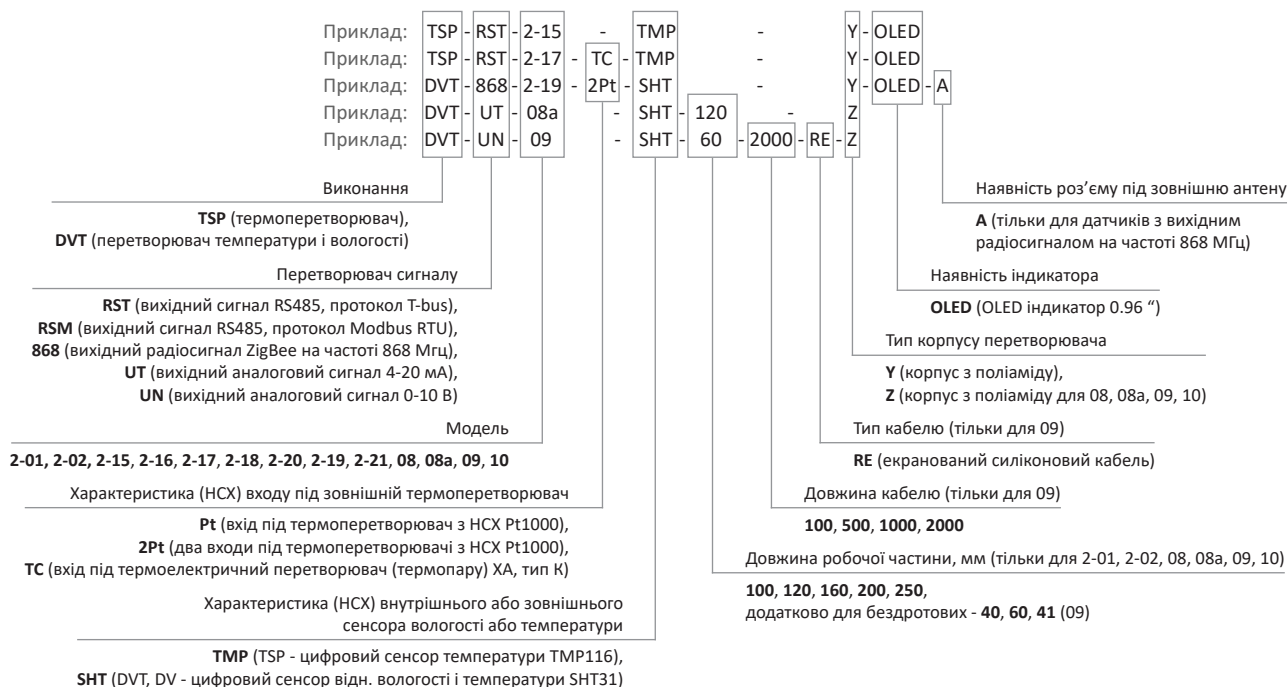 Приклад: TSP - RST - 2-15 - TMP - Y - OLED
Приклад: TSP - RST - 2-17 - TC - TMP - Y - OLED
Приклад: DVT - 868 - 2-19 - 2Pt - SHT - Y - OLED - A
Приклад: DVT - UT - 08a - SHT - 120 - Z
Приклад: DVT - UN - 09 - SHT - 60 - 2000 - RE - Z
Виконання
TSP (термоперетворювач),
DVT (перетворювач температури і вологості)
Перетворювач сигналу
RST (вихідний сигнал RS485, протокол T-bus),
RSM (вихідний сигнал RS485, протокол Modbus RTU),
868 (вихідний радіосигнал ZigBee на частоті 868 Мгц),
UT (вихідний аналоговий сигнал 4-20 мА),
UN (вихідний аналоговий сигнал 0-10 В)
Модель
2-01, 2-02, 2-15, 2-16, 2-17, 2-18, 2-20, 2-19, 2-21, 08, 08a, 09, 10
Характеристика (НСХ) входу під зовнішній термоперетворювач
Pt (вхід під термоперетворювач з НСХ Pt1000),
2Pt (два входи під термоперетворювачі з НСХ Pt1000),
TC (вхід під термоелектричний перетворювач (термопару) ХА, тип К)
Характеристика (НСХ) внутрішнього або зовнішнього
сенсора вологості або температури
TMP (TSP - цифровий сенсор температури TMP116),
SHT (DVT, DV - цифровий сенсор відн. вологості і температури SHT31)
Наявність роз’єму під зовнішню антену
A (тільки для датчиків з вихідним
радіосигналом на частоті 868 МГц)
Наявність індикатора
OLED (OLED індикатор 0.96 “)
Тип корпусу перетворювача
Y (корпус з поліаміду),
Z (корпус з поліаміду для 08, 08a, 09, 10)
Тип кабелю (тільки для 09)
RE (екранований силіконовий кабель)
Довжина кабелю (тільки для 09)
100, 500, 1000, 2000
Довжина робочої частини, мм (тільки для 2-01, 2-02, 08, 08a, 09, 10)
100, 120, 160, 200, 250,
додатково для бездротових - 40, 60, 41 (09)